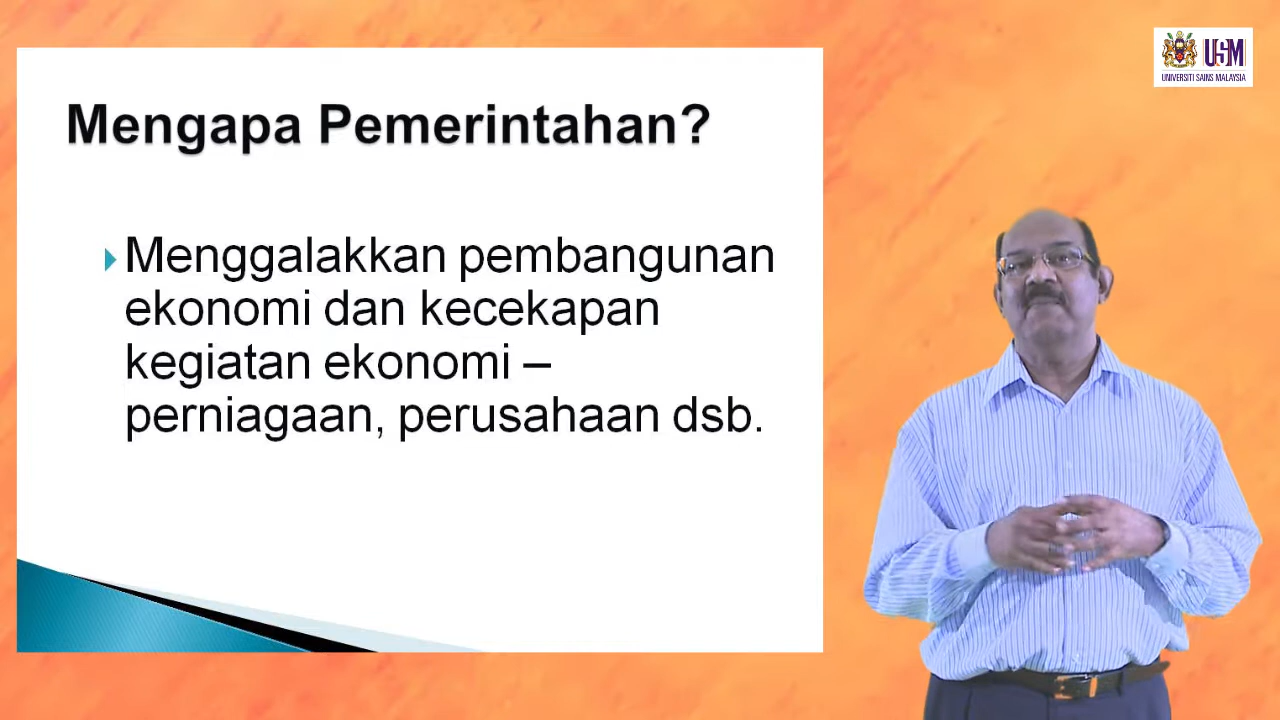 Mengapa Pemerintahan?
Menggalakkan pembangunan
ekonomi dan kecekapan
kegiatan ekonomi –
perniagaan, perusahaan dsb.
USM
UNIVERSITI SAINS MALAYSIA